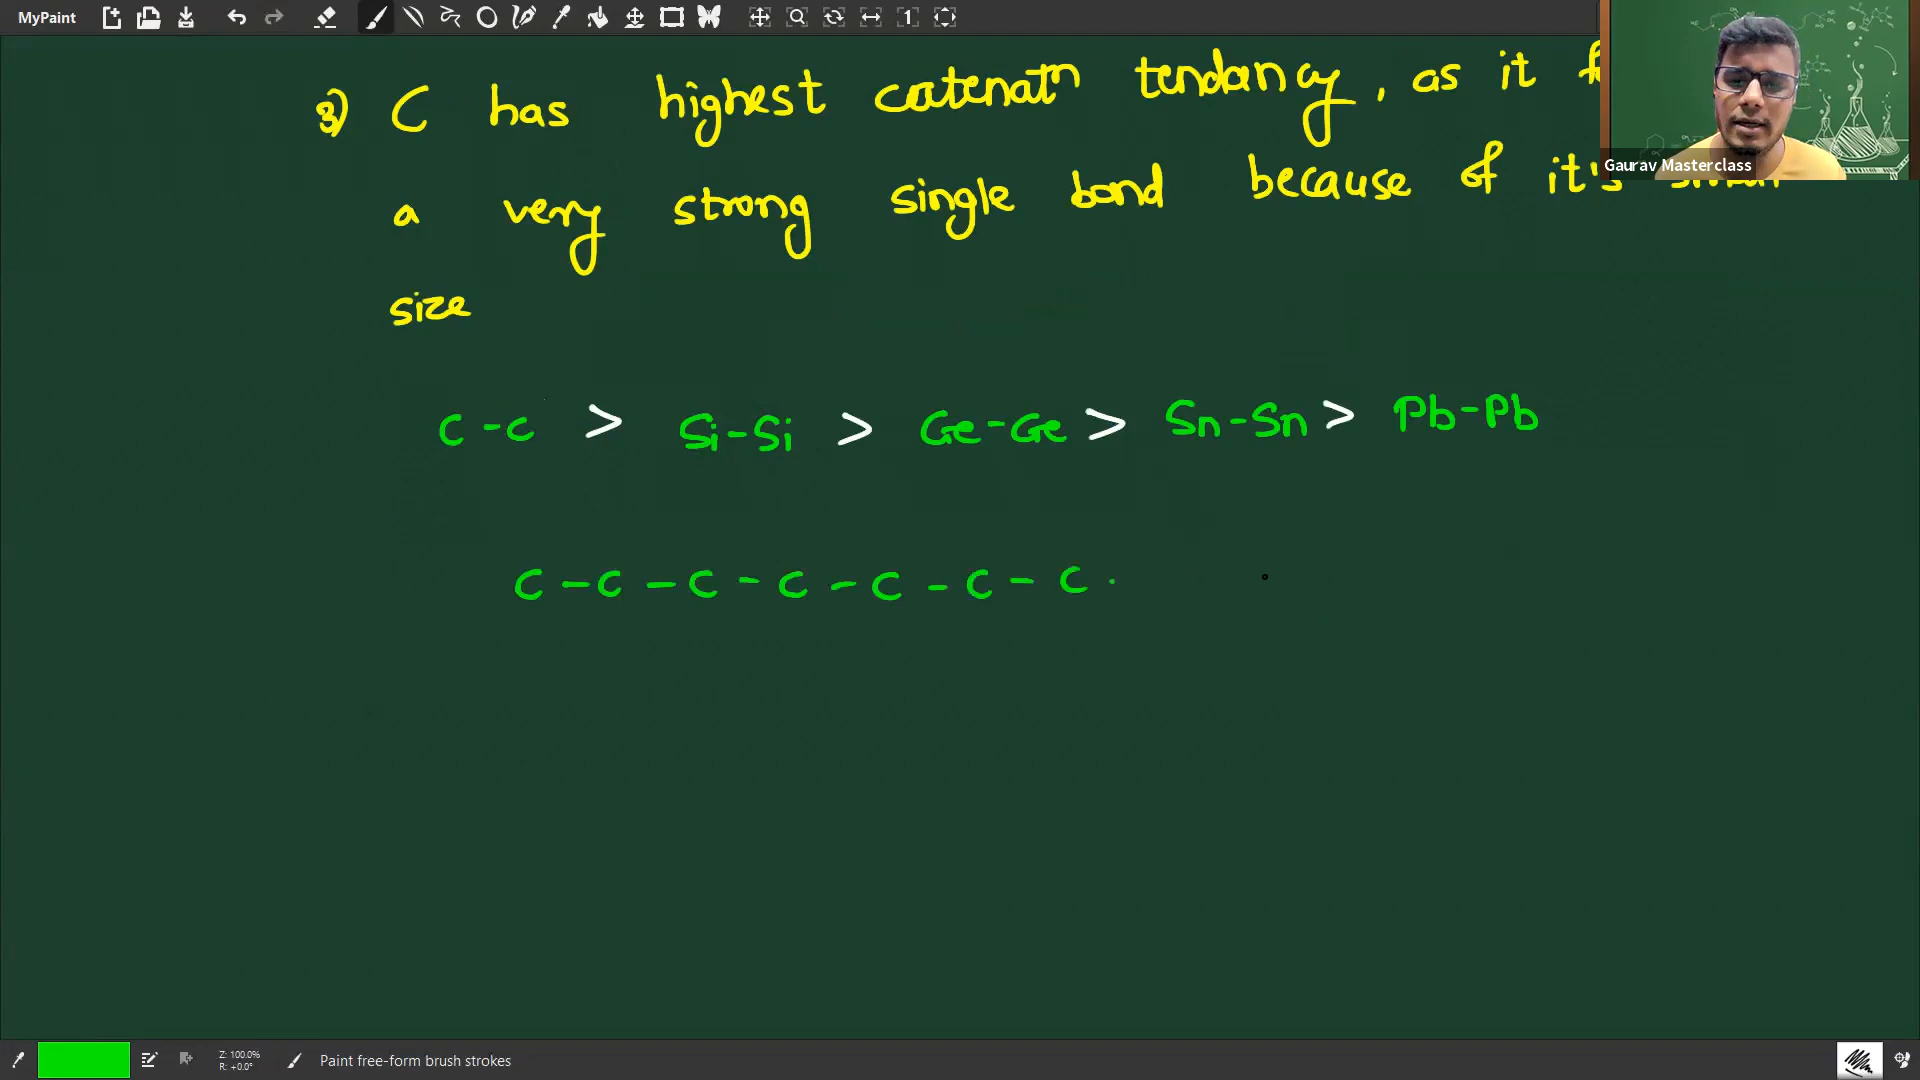 MyPaint
3) C has highest catenatn tendancy, as it
Gaurav Masterclass
a very strong single bond because of it's small
size
C-C > Si-Si > Ge-Ge > Sn-Sn > Pb-Pb
C-C-C-C-C-C-C.
Z: 100.0%
R: +0.0°
Paint free-form brush strokes